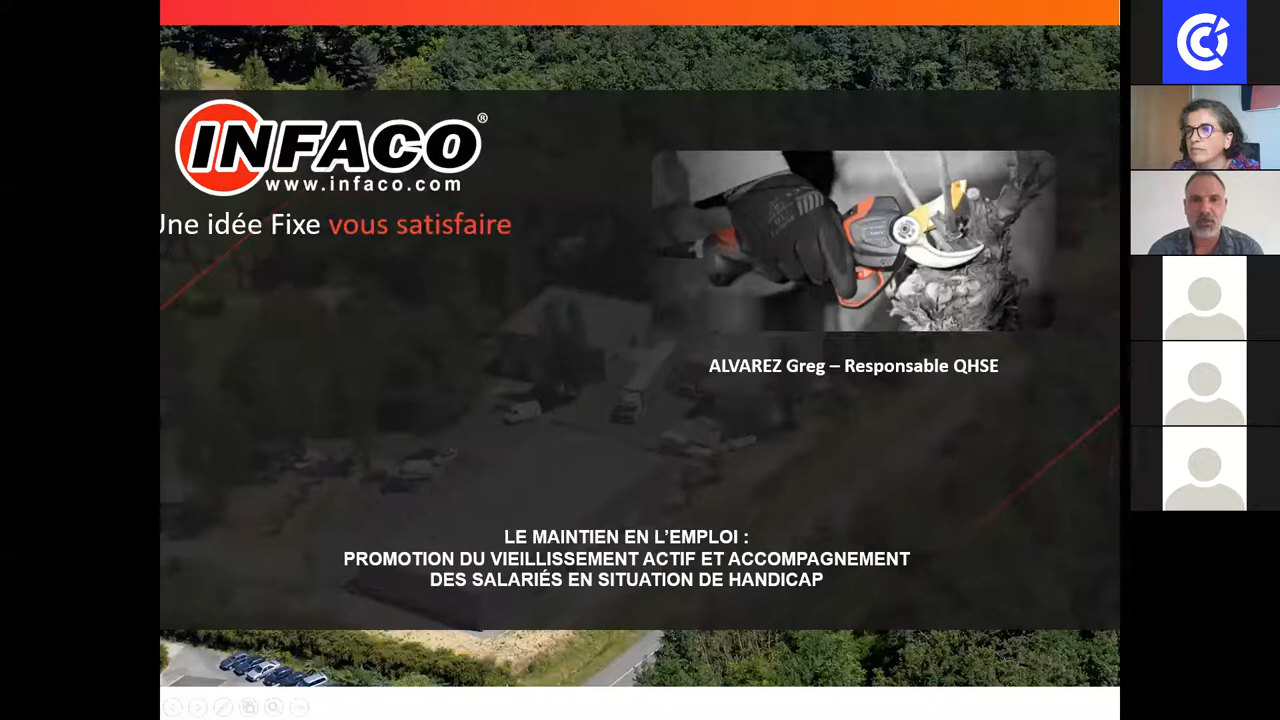 INFACO®
www.infaco.com
Une idée Fixe vous satisfaire
ALVAREZ Greg – Responsable QHSE
LE MAINTIEN EN L’EMPLOI :
PROMOTION DU VIEILLISSEMENT ACTIF ET ACCOMPAGNEMENT
DES SALARIÉS EN SITUATION DE HANDICAP